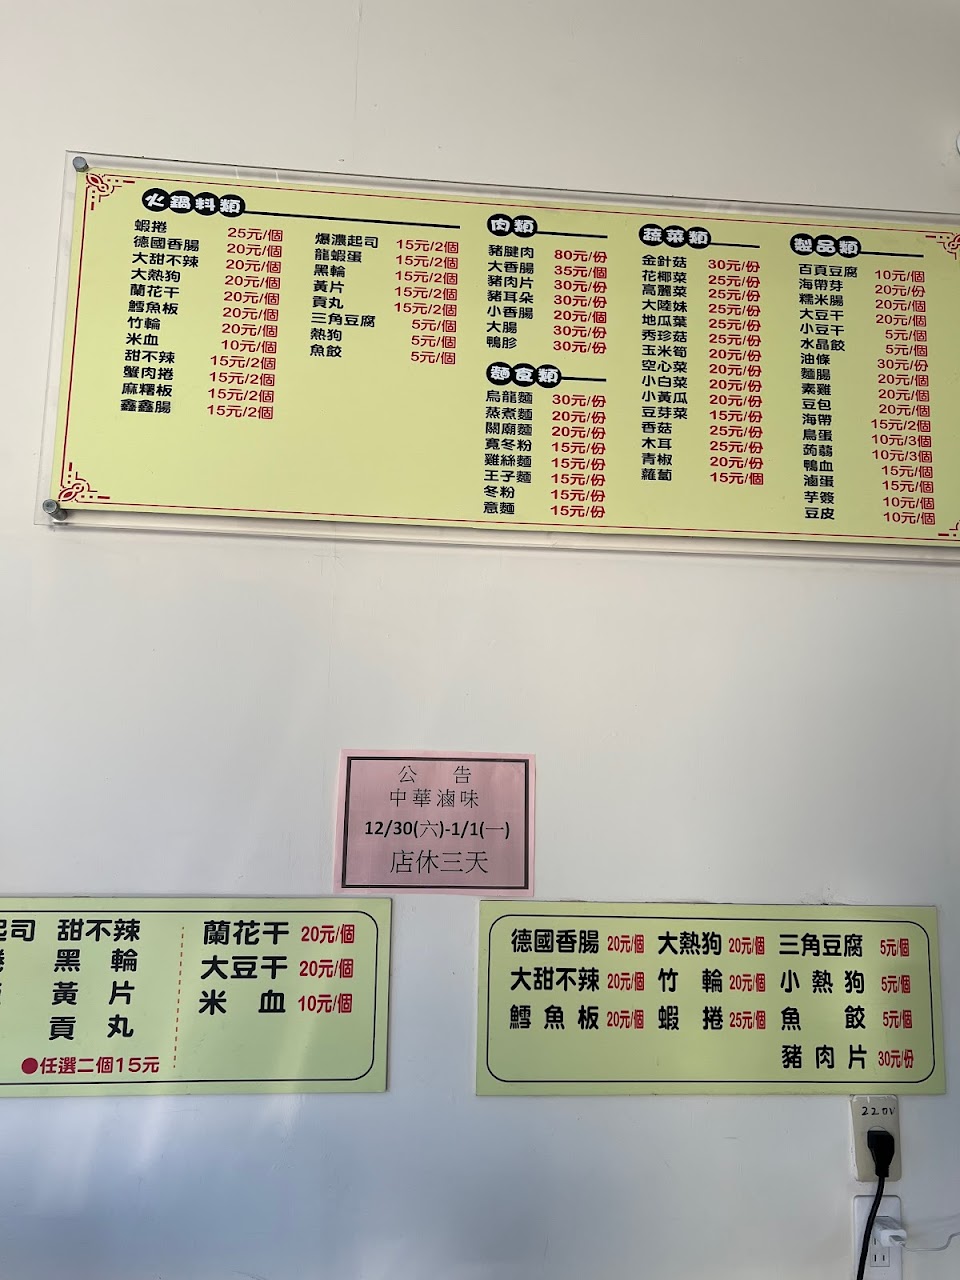 火鍋料類
蝦捲 25元/個
德國香腸 20元/個
大甜不辣 20元/個
大熱狗 20元/個
蘭花干 20元/個
鱈魚板 20元/個
竹輪 20元/個
米血 10元/個
甜不辣 15元/2個
蟹肉捲 15元/2個
麻糬板 15元/2個
鑫鑫腸 15元/2個
爆濃起司 15元/2個
龍蝦蛋 15元/2個
黑輪 15元/2個
黃片 15元/2個
貢丸 15元/2個
三角豆腐 5元/個
熱狗 5元/個
魚餃 5元/個
肉類
豬腱肉 80元/份
大香腸 35元/個
豬肉片 30元/份
豬耳朵 30元/份
小香腸 20元/個
大腸 30元/份
鴨胗 30元/份
麵食類
烏龍麵 30元/份
蒸煮麵 20元/份
關廟麵 20元/份
寬冬粉 15元/份
雞絲麵 15元/份
王子麵 15元/份
冬粉 15元/份
意麵 15元/份
蔬菜類
金針菇 30元/份
花椰菜 25元/份
高麗菜 25元/份
大陸妹 25元/份
地瓜葉 25元/份
秀珍菇 25元/份
玉米筍 20元/份
空心菜 20元/份
小白菜 20元/份
小黃瓜 20元/份
豆芽菜 15元/份
香菇 25元/份
木耳 25元/份
青椒 20元/份
蘿蔔 15元/個
製品類
百頁豆腐 10元/個
海帶芽 20元/份
糯米腸 20元/個
大豆干 20元/個
小豆干 5元/個
水晶餃 5元/個
油條 30元/份
麵腸 20元/個
素雞 20元/個
豆包 20元/個
海帶 15元/2個
鳥蛋 10元/3個
蒟蒻 10元/3個
鴨血 15元/個
滷蛋 15元/個
芋簽 10元/個
豆皮 10元/個
公 告
中華滷味
12/30(六)-1/1(一)
店休三天
起司 甜不辣
捲 黑輪
黃片
貢丸
●任選二個15元
蘭花干 20元/個
大豆干 20元/個
米血 10元/個
德國香腸 20元/個 大熱狗 20元/個 三角豆腐 5元/個
大甜不辣 20元/個 竹輪 20元/個 小熱狗 5元/個
鱈魚板 20元/個 蝦捲 25元/個 魚餃 5元/個
豬肉片 30元/份
220V